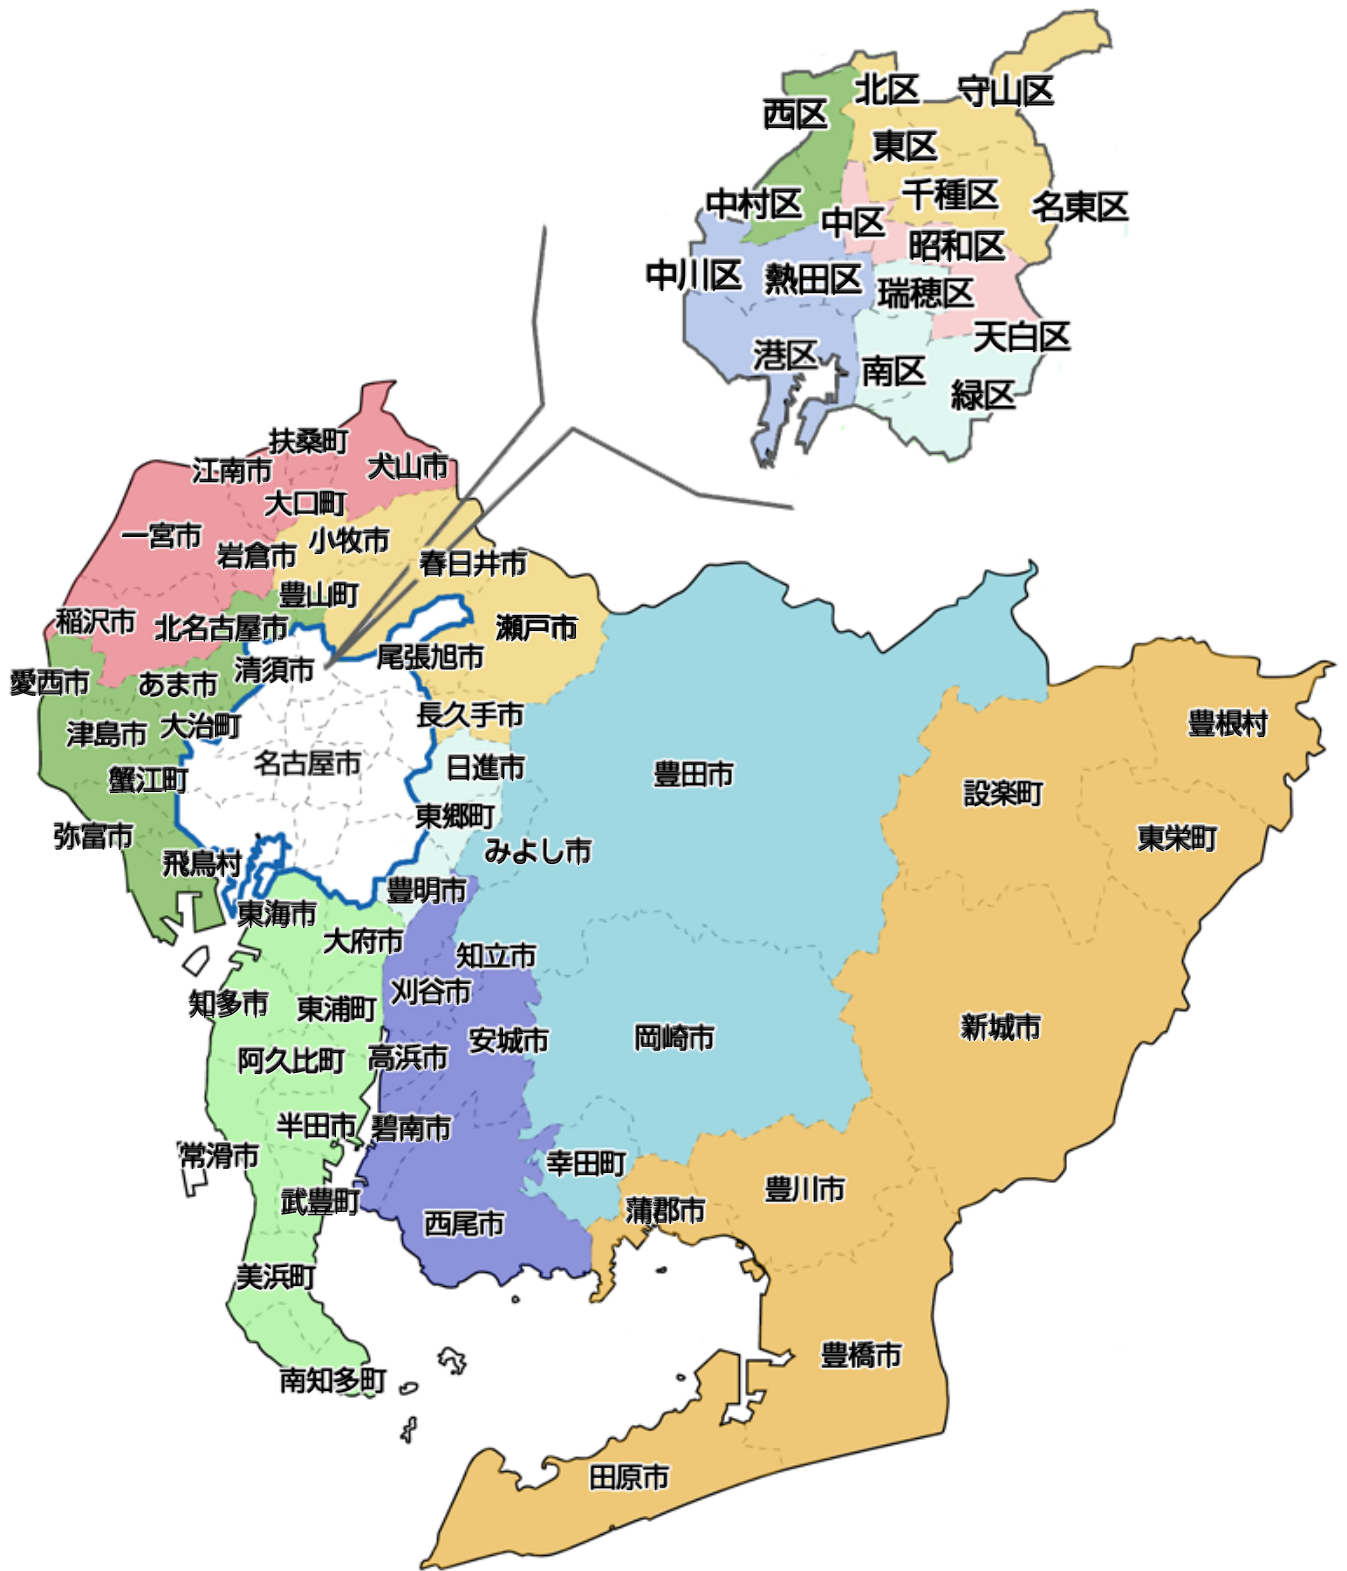 北区
守山区
西区
東区
千種区
中村区
名東区
中区
昭和区
中川区
熱田区
瑞穂区
天白区
港区
南区
緑区
扶桑町
江南市
犬山市
大口町
一宮市
小牧市
岩倉市
春日井市
豊山町
稲沢市
北名古屋市
瀬戸市
清須市
尾張旭市
愛西市
あま市
長久手市
津島市
大治町
名古屋市
日進市
豊田市
豊根村
蟹江町
設楽町
東郷町
弥富市
東栄町
みよし市
飛鳥村
豊明市
東海市
大府市
知立市
刈谷市
知多市
東浦町
新城市
安城市
岡崎市
阿久比町
高浜市
半田市
碧南市
常滑市
幸田町
武豊町
豊川市
蒲郡市
西尾市
美浜町
豊橋市
南知多町
田原市